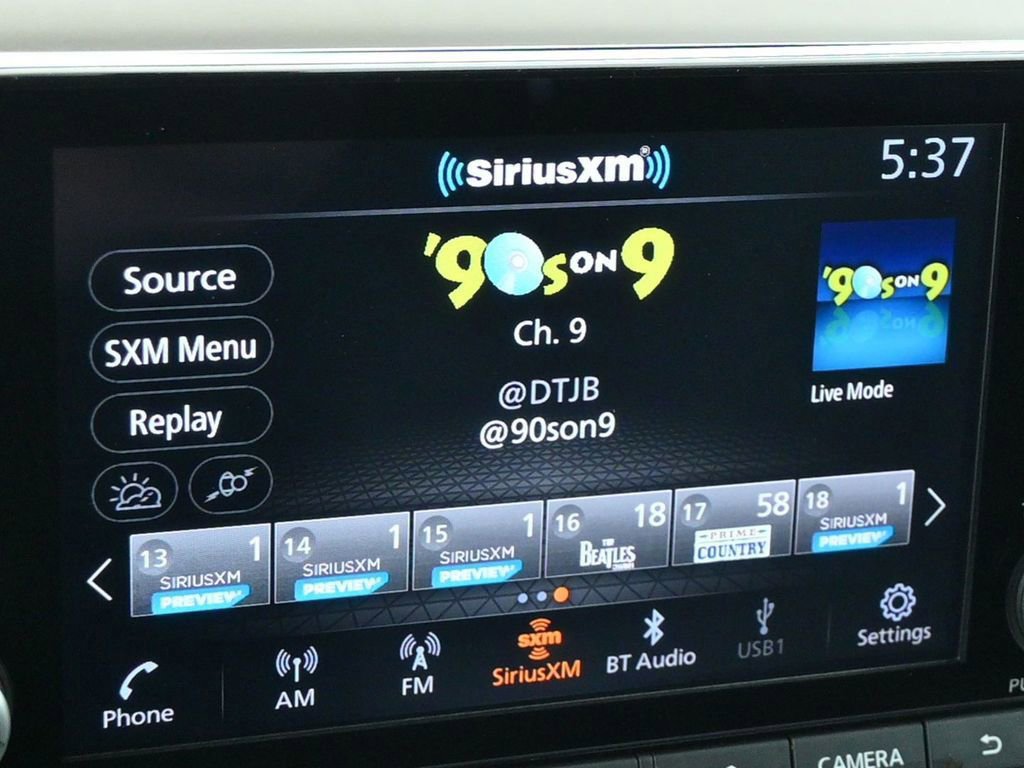 SiriusXM®
5:37
Source
SXM Menu
Replay
'90s ON 9
Ch. 9
@DTJB
@90son9
'90s ON 9
Live Mode
13 1
SIRIUSXM
PREVIEW
14 1
SIRIUSXM
PREVIEW
15 1
SIRIUSXM
PREVIEW
16 18
THE
BEATLES
17 58
PRIME
COUNTRY
18 1
SIRIUSXM
PREVIEW
Phone
AM
FM
sxm
SiriusXM
BT Audio
USB1
Settings
CAMERA